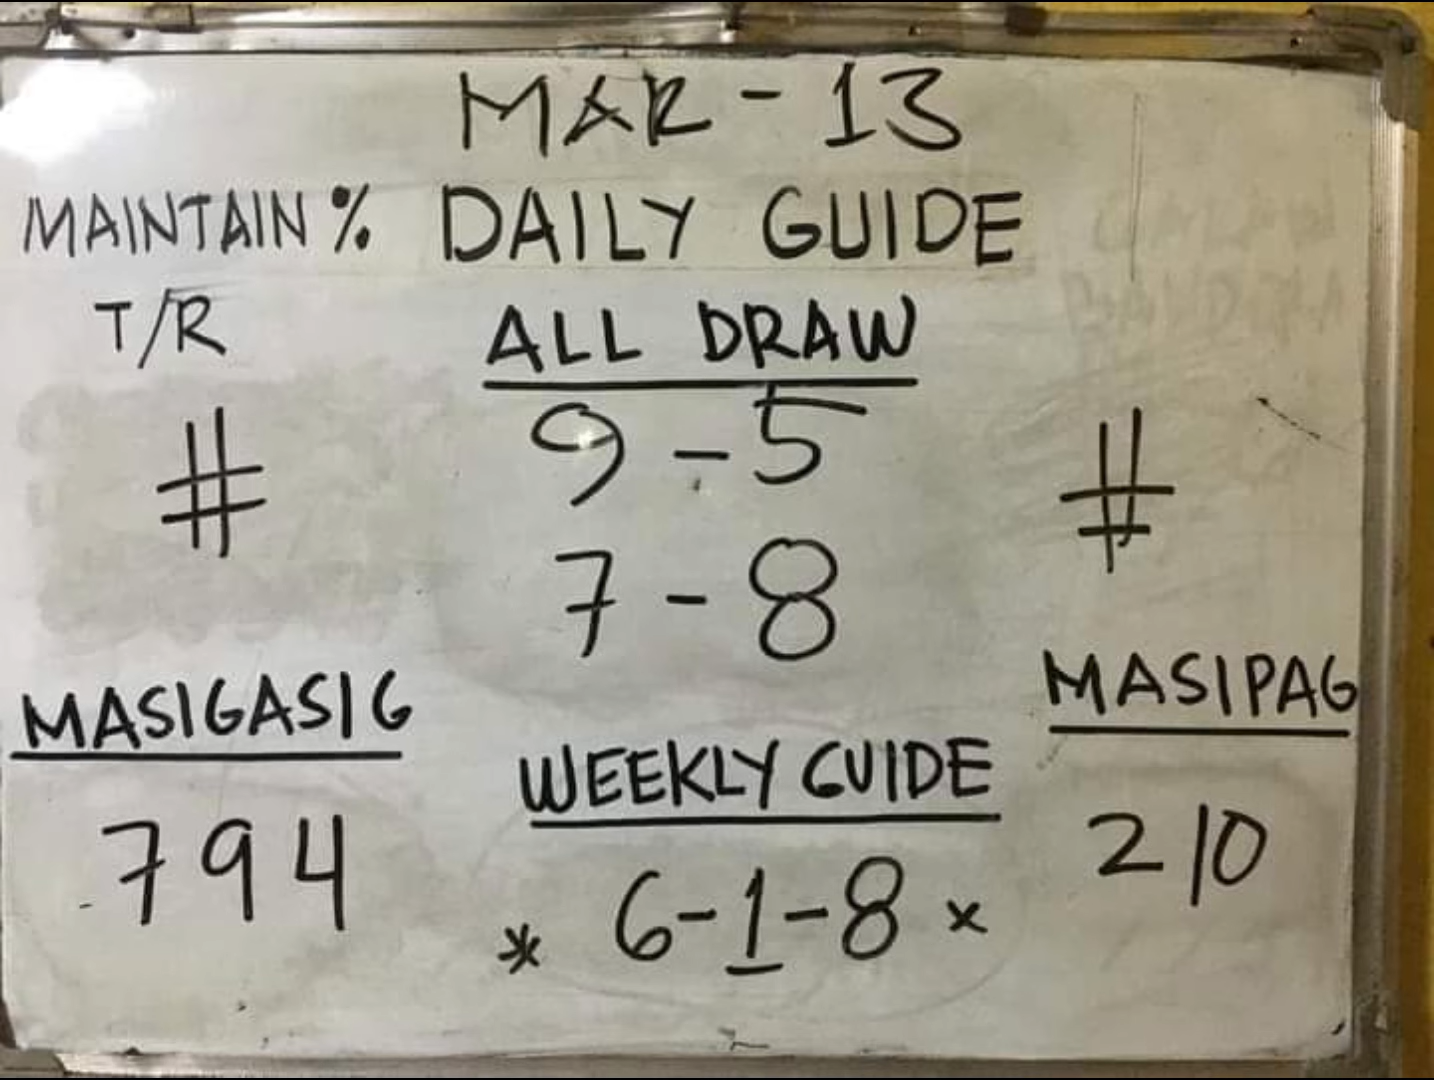 MAR - 13
MAINTAIN % DAILY GUIDE
T/R
ALL DRAW
# 9 - 5 #
7 - 8
MASIGASIG
MASIPAG
WEEKLY GUIDE
794
210
* 6-1-8 x